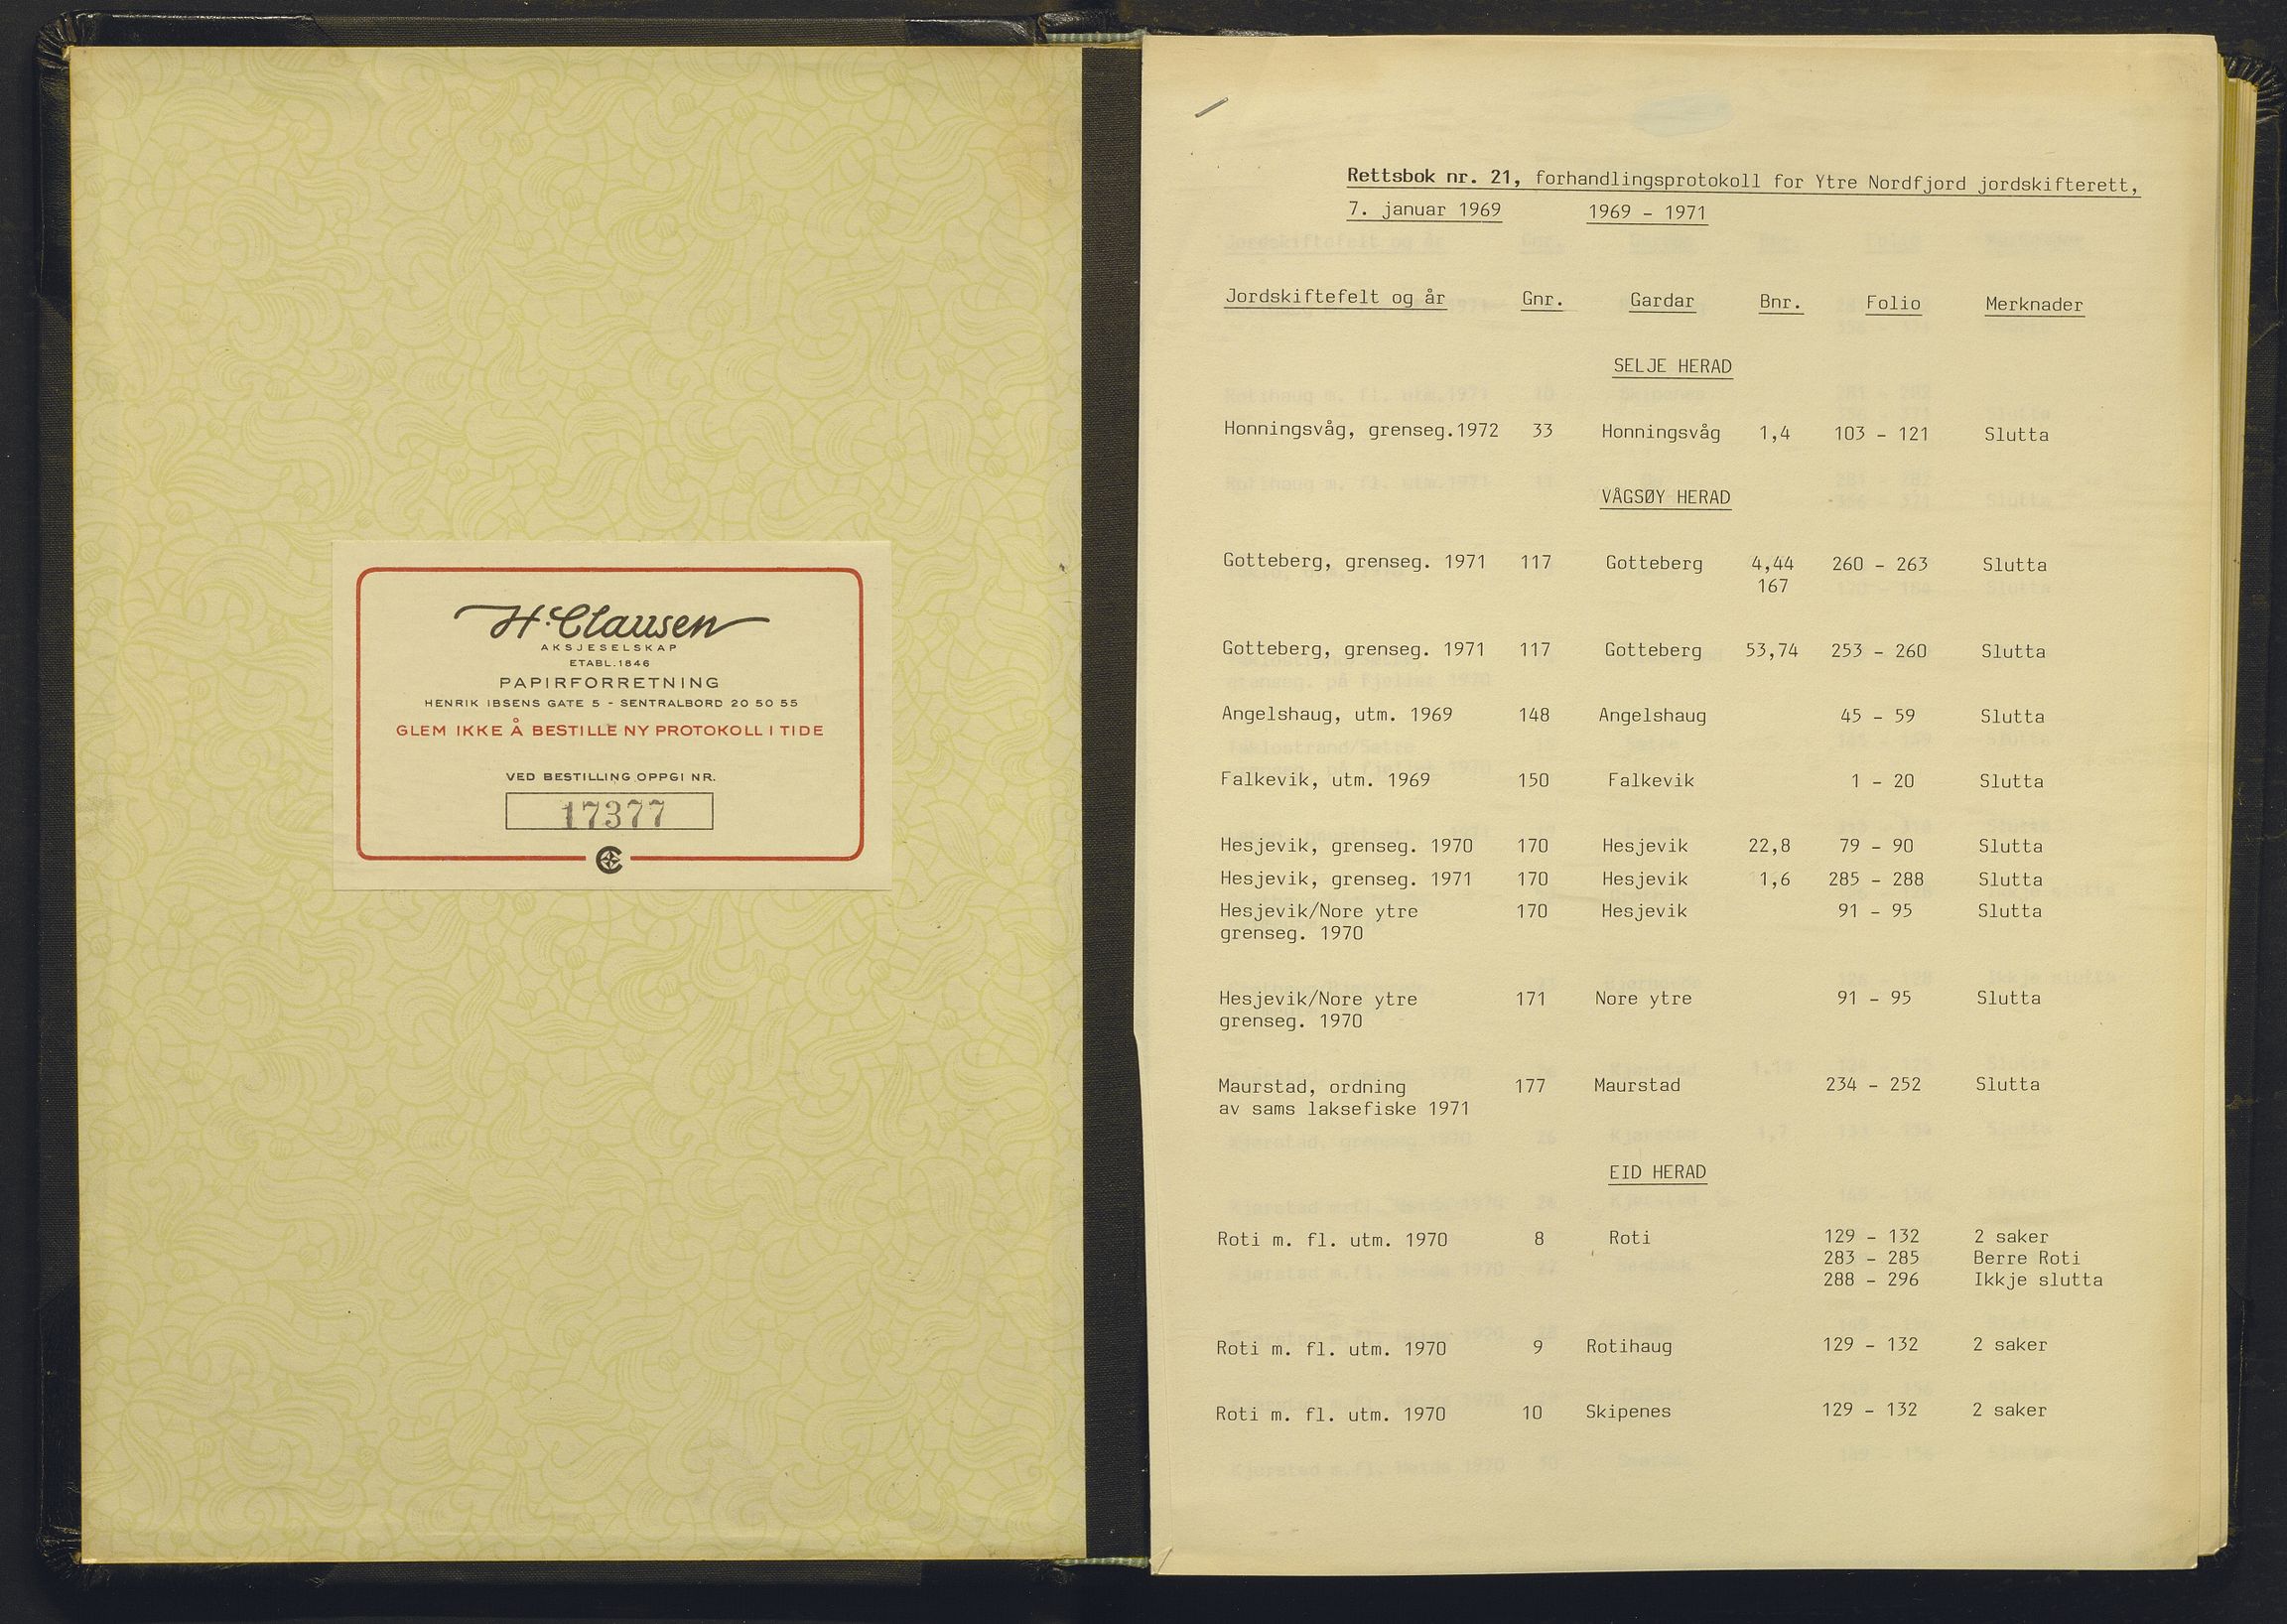 H. Clausen
AKSJESELSKAP
ETABL. 1846
PAPIRFORRETNING
HENRIK IBSENS GATE 5 - SENTRALBORD 20 50 55
GLEM IKKE Å BESTILLE NY PROTOKOLL I TIDE
VED BESTILLING OPPGI NR.
17377
Rettsbok nr. 21, forhandlingsprotokoll for Ytre Nordfjord jordskifterett,
7. januar 1969 1969 - 1971
Jordskiftefelt og år Gnr. Gardar Bnr. Folio Merknader
SELJE HERAD
Honningsvåg, grenseg.1972 33 Honningsvåg 1,4 103 - 121 Slutta
VÅGSØY HERAD
Gotteberg, grenseg. 1971 117 Gotteberg 4,44 260 - 263 Slutta
167
Gotteberg, grenseg. 1971 117 Gotteberg 53,74 253 - 260 Slutta
Angelshaug, utm. 1969 148 Angelshaug 45 - 59 Slutta
Falkevik, utm. 1969 150 Falkevik 1 - 20 Slutta
Hesjevik, grenseg. 1970 170 Hesjevik 22,8 79 - 90 Slutta
Hesjevik, grenseg. 1971 170 Hesjevik 1,6 285 - 288 Slutta
Hesjevik/Nore ytre 170 Hesjevik 91 - 95 Slutta
grenseg. 1970
Hesjevik/Nore ytre 171 Nore ytre 91 - 95 Slutta
grenseg. 1970
Maurstad, ordning 177 Maurstad 234 - 252 Slutta
av sams laksefiske 1971
EID HERAD
Roti m. fl. utm. 1970 8 Roti 129 - 132 2 saker
283 - 285 Berre Roti
288 - 296 Ikkje slutta
Roti m. fl. utm. 1970 9 Rotihaug 129 - 132 2 saker
Roti m. fl. utm. 1970 10 Skipenes 129 - 132 2 saker